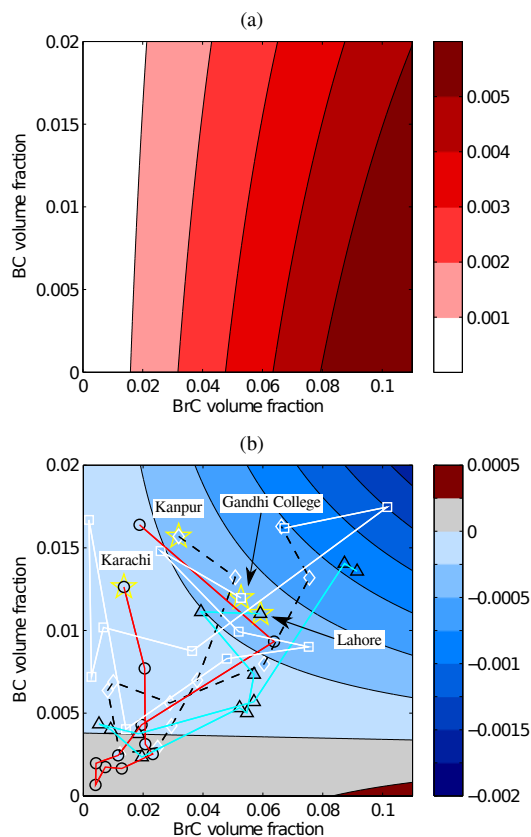 (a)
0.02
0.015
0.01
0.005
0
BC volume fraction
0 0.02 0.04 0.06 0.08 0.1
BrC volume fraction
0.005
0.004
0.003
0.002
0.001
(b)
0.02
0.015
0.01
0.005
0
BC volume fraction
Kanpur
Gandhi College
Karachi
Lahore
0 0.02 0.04 0.06 0.08 0.1
BrC volume fraction
0.0005
0
−0.0005
−0.001
−0.0015
−0.002